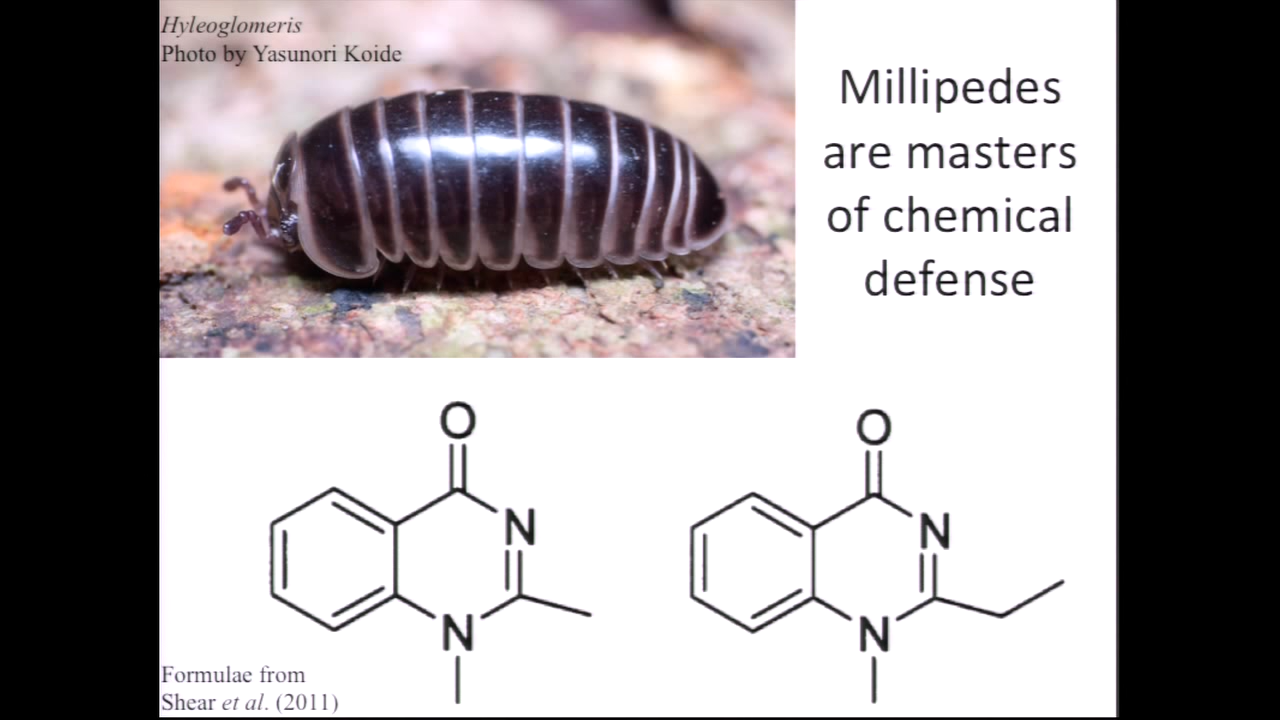 Hyleoglomeris
Photo by Yasunori Koide
Millipedes
are masters
of chemical
defense
O
N
N
O
N
N
Formulae from
Shear et al. (2011)